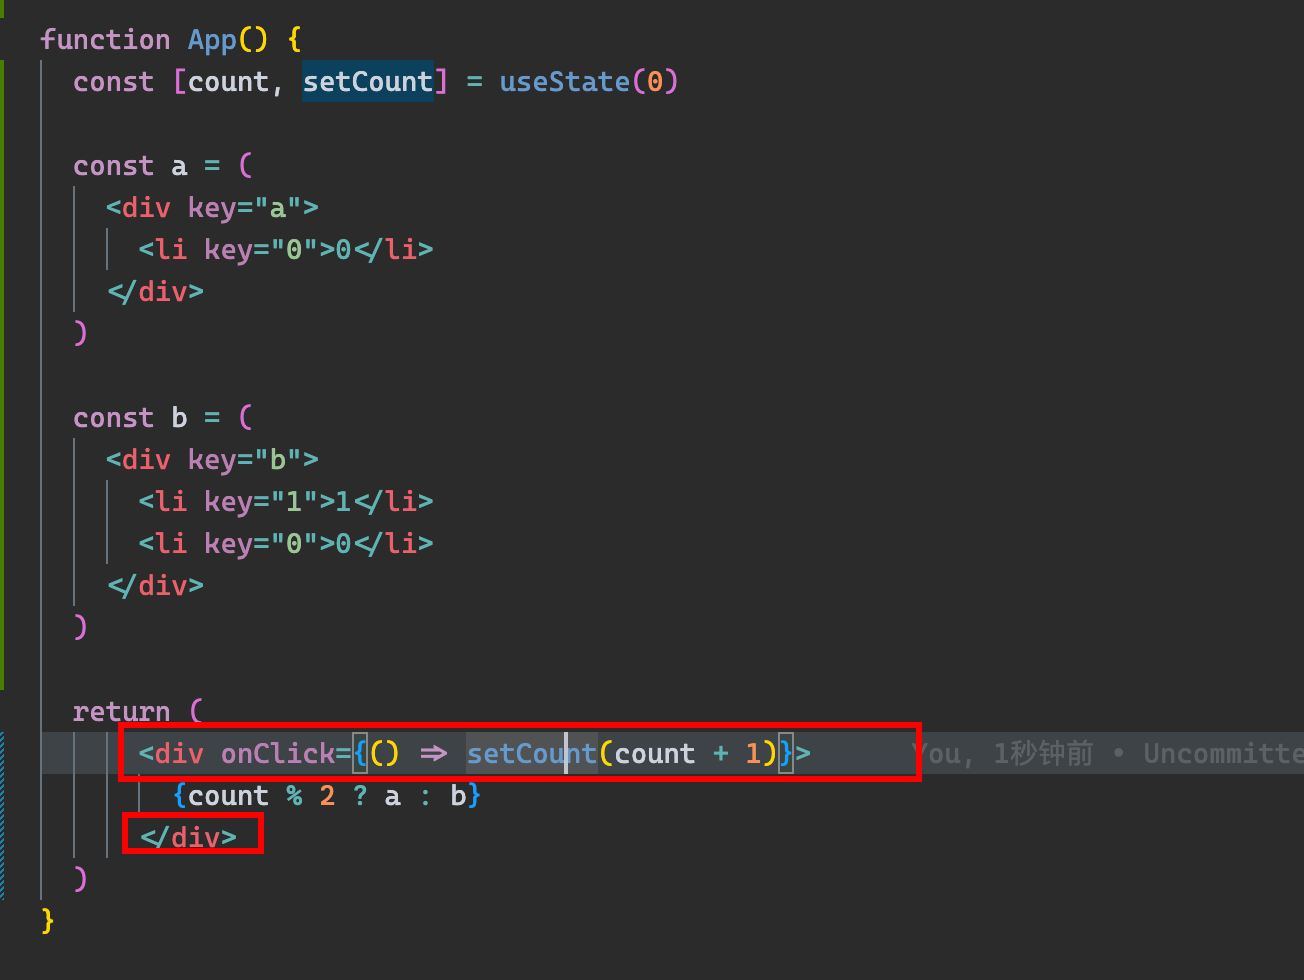 function App() {
const [count, setCount] = useState(0)
const a = (
<div key="a">
<li key="0">0</li>
</div>
)
const b = (
<div key="b">
<li key="1">1</li>
<li key="0">0</li>
</div>
)
return (
<div onClick={() => setCount(count + 1)}> You, 1秒钟前 • Uncommitte
{count % 2 ? a : b}
</div>
)
}